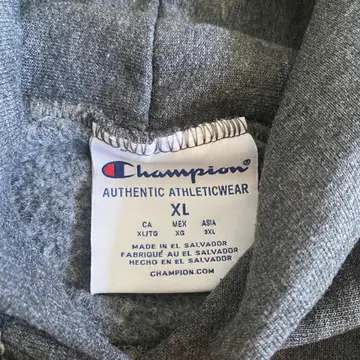 Champion
AUTHENTIC ATHLETICWEAR
XL
CA MEX ASIA
XL/TG XG 3XL
MADE IN EL SALVADOR
FABRIQUÉ AU EL SALVADOR
HECHO EN EL SALVADOR
CHAMPION.COM